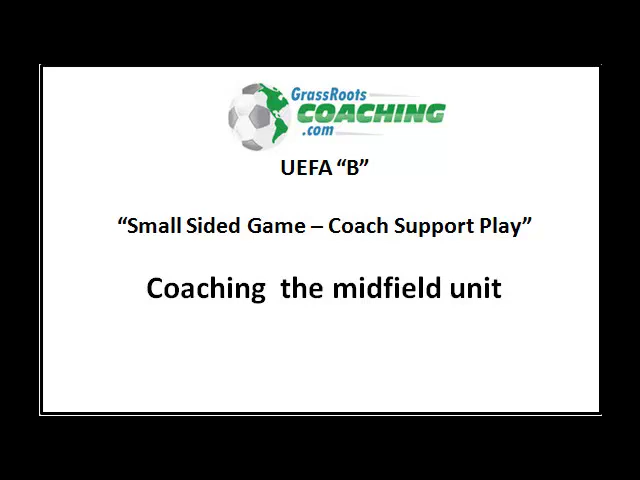 GrassRoots
COACHING
.com
UEFA “B”
“Small Sided Game – Coach Support Play”
Coaching  the midfield unit